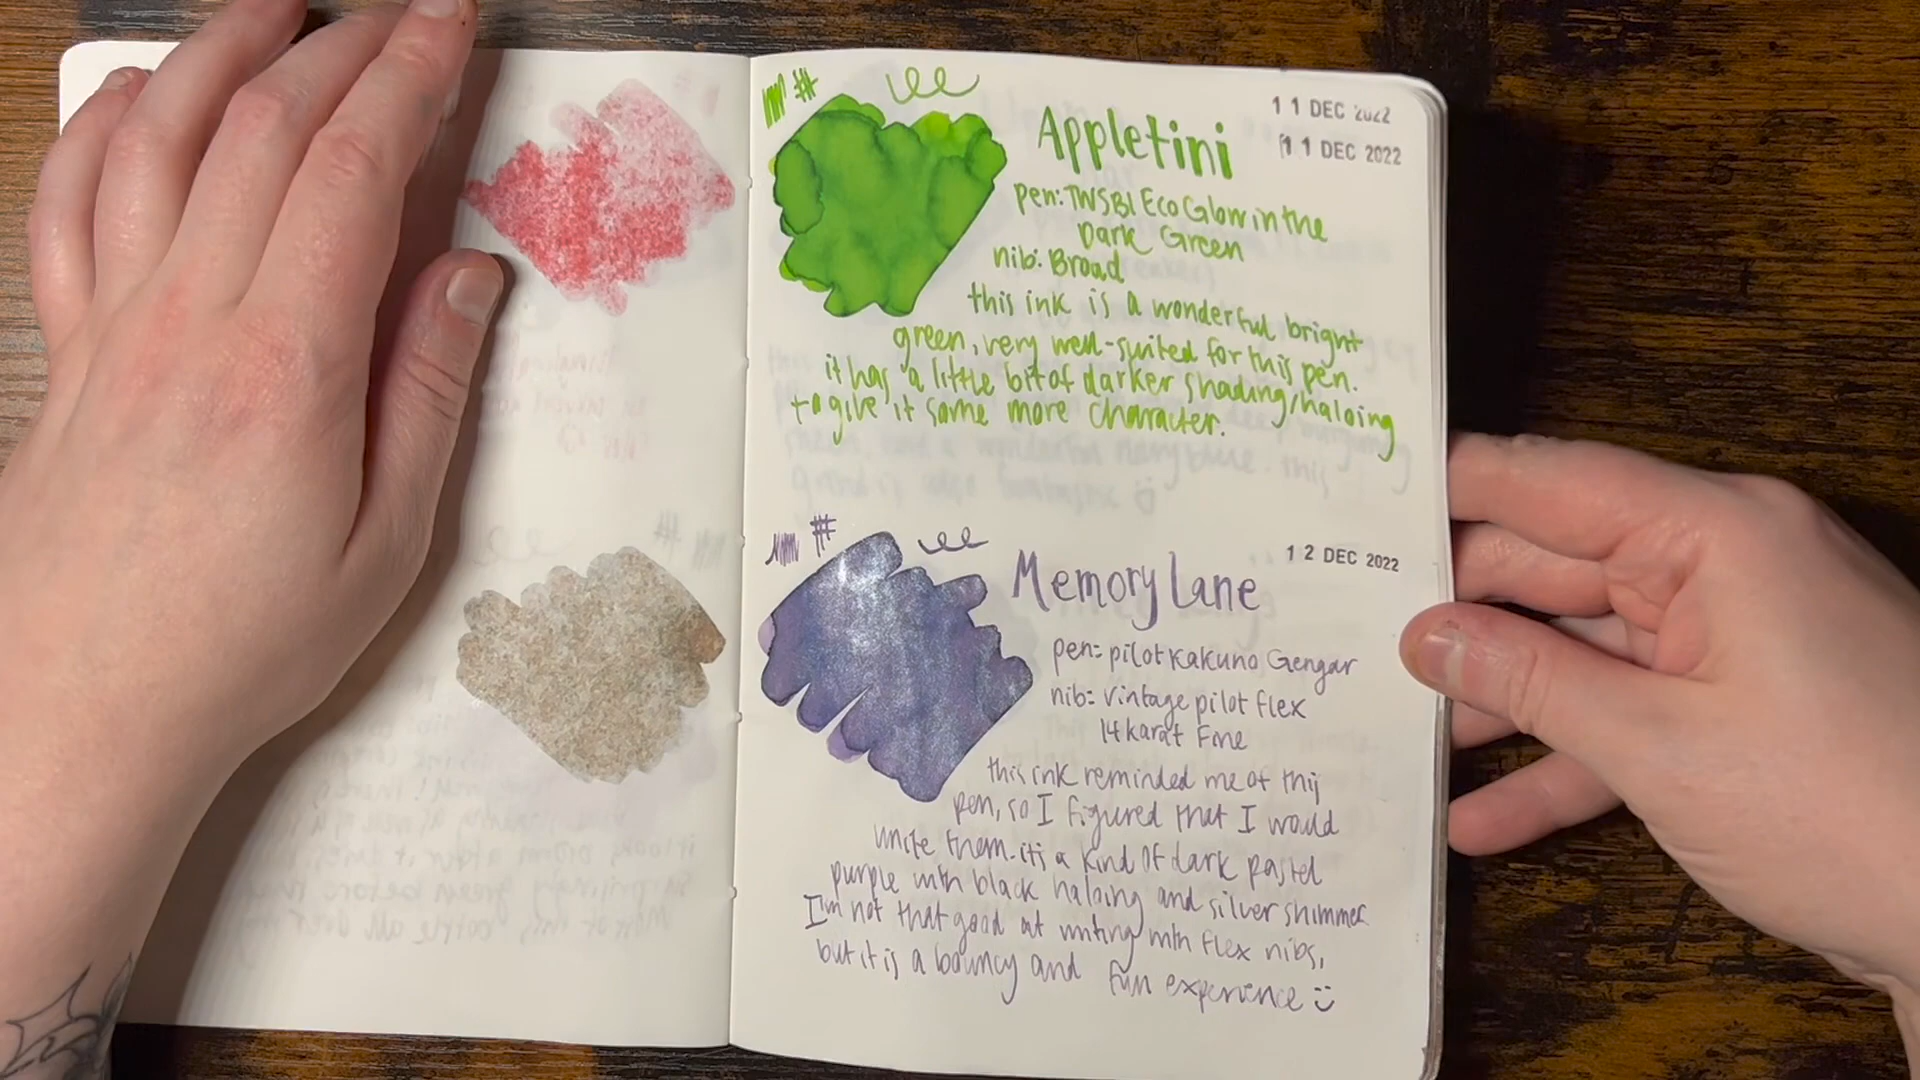 11 DEC 2022
Appletini
11 DEC 2022
pen: TWSBI Eco Glow in the
Dark Green
nib: Broad
this ink is a wonderful bright
green, very well-suited for this pen.
it has a little bit of darker shading/haloing
to give it some more character.
12 DEC 2022
Memory Lane
pen: pilot Kakuno Gengar
nib: vintage pilot flex
14 karat Fine
this ink reminded me of this
pen, so I figured that I would
unite them. it's a kind of dark pastel
purple with black haloing and silver shimmer
I'm not that good at writing with flex nibs,
but it is a bouncy and fun experience :)